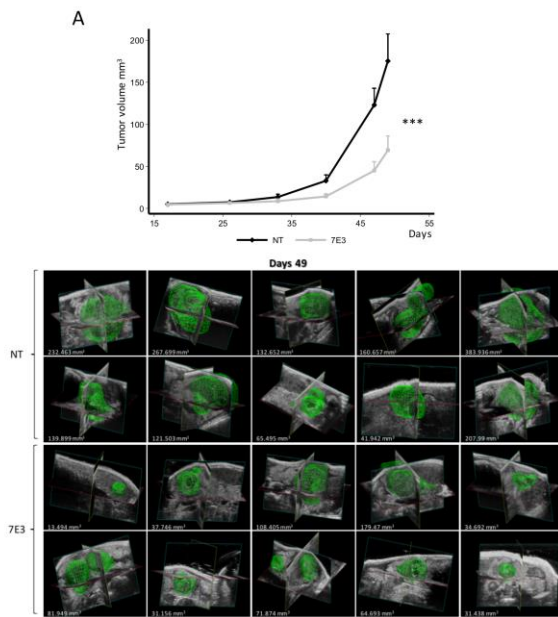 A
Tumor volume mm³
200
150
100
50
0
15 25 35 45 55
***
Days
NT 7E3
Days 49
NT
232.463 mm³ 267.699 mm³ 132.652 mm³ 160.657 mm³ 383.936 mm³
139.899 mm³ 121.503 mm³ 65.495 mm³ 41.942 mm³ 207.98 mm³
7E3
13.494 mm³ 37.746 mm³ 108.405 mm³ 179.47 mm³ 34.692 mm³
81.949 mm³ 31.156 mm³ 71.874 mm³ 64.693 mm³ 31.438 mm³